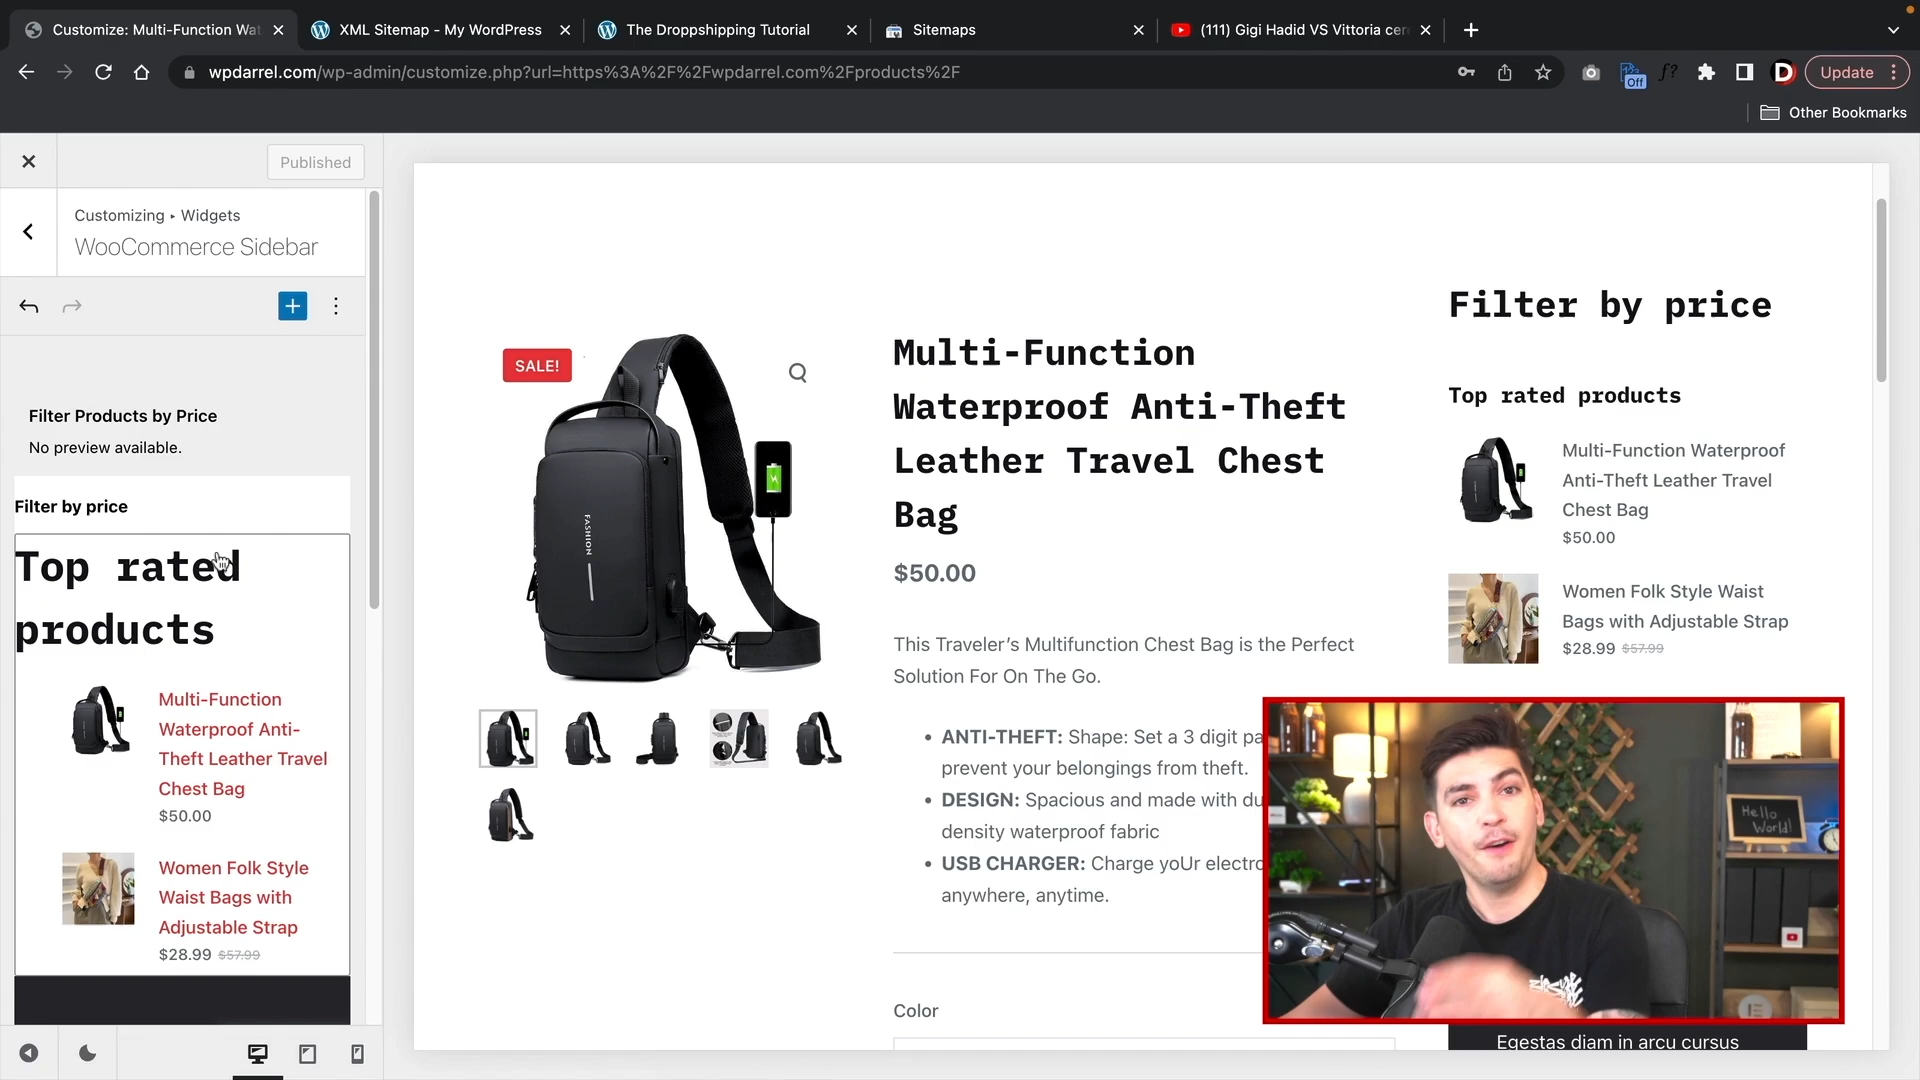 Customize: Multi-Function Wat
XML Sitemap - My WordPress
The Droppshipping Tutorial
Sitemaps
(111) Gigi Hadid VS Vittoria cer
wpdarrel.com/wp-admin/customize.php?url=https%3A%2F%2Fwpdarrel.com%2Fproducts%2F
Off
f?
D
Update
Other Bookmarks
Published
Customizing ▸ Widgets
WooCommerce Sidebar
Filter Products by Price
No preview available.
Filter by price
Top rated
products
Multi-Function
Waterproof Anti-
Theft Leather Travel
Chest Bag
$50.00
Women Folk Style
Waist Bags with
Adjustable Strap
$28.99 $57.99
SALE!
FASHION
Multi-Function
Waterproof Anti-Theft
Leather Travel Chest
Bag
$50.00
This Traveler’s Multifunction Chest Bag is the Perfect
Solution For On The Go.
• ANTI-THEFT: Shape: Set a 3 digit pa
prevent your belongings from theft.
• DESIGN: Spacious and made with du
density waterproof fabric
• USB CHARGER: Charge yoUr electro
anywhere, anytime.
Color
Filter by price
Top rated products
Multi-Function Waterproof
Anti-Theft Leather Travel
Chest Bag
$50.00
Women Folk Style Waist
Bags with Adjustable Strap
$28.99 $57.99
Hello
World!
Egestas diam in arcu cursus